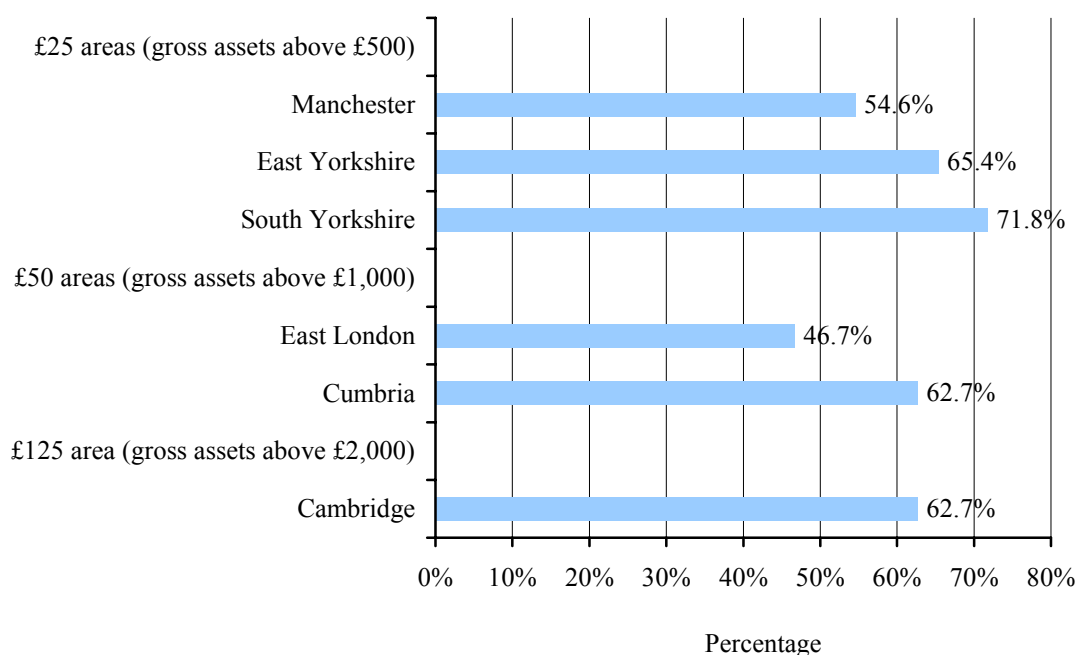 £25 areas (gross assets above £500)
Manchester 54.6%
East Yorkshire 65.4%
South Yorkshire 71.8%
£50 areas (gross assets above £1,000)
East London 46.7%
Cumbria 62.7%
£125 area (gross assets above £2,000)
Cambridge 62.7%
0% 10% 20% 30% 40% 50% 60% 70% 80%
Percentage